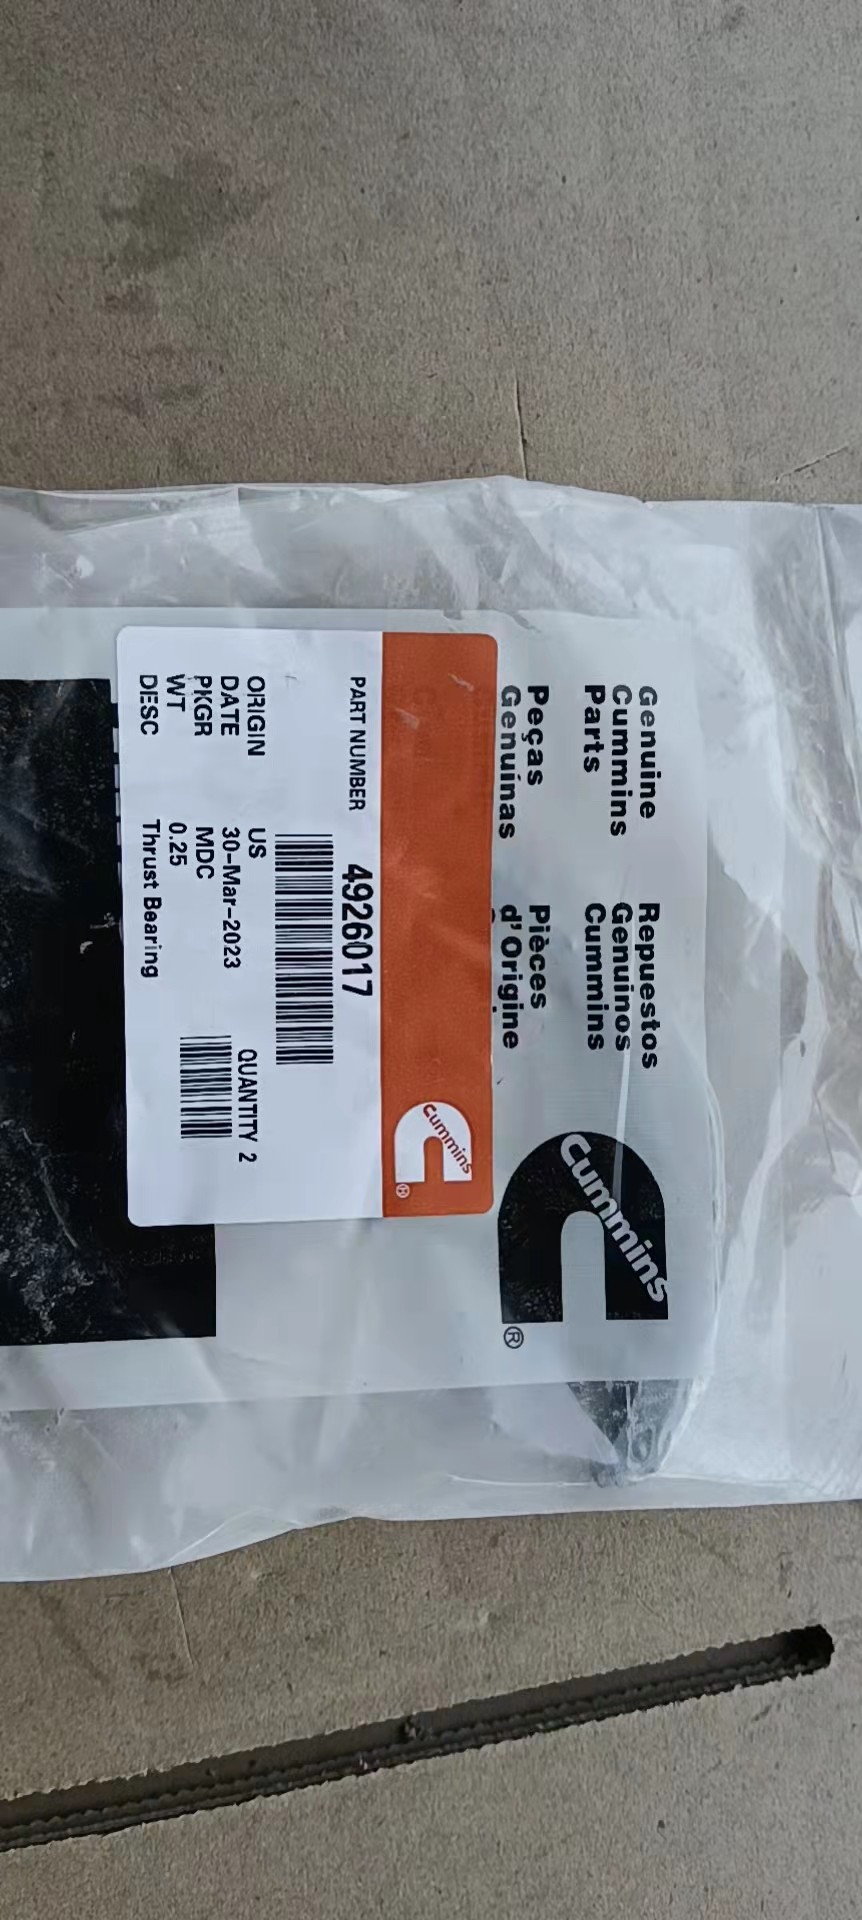 Genuine
Cummins
Parts
Repuestos
Genuinos
Cummins
Peças
Genuínas
Pièces
d'Origine
Cummins
®
Cummins
®
PART NUMBER 4926017
ORIGIN US
DATE 30-Mar-2023
PKGR MDC
WT 0.25
DESC Thrust Bearing
QUANTITY 2